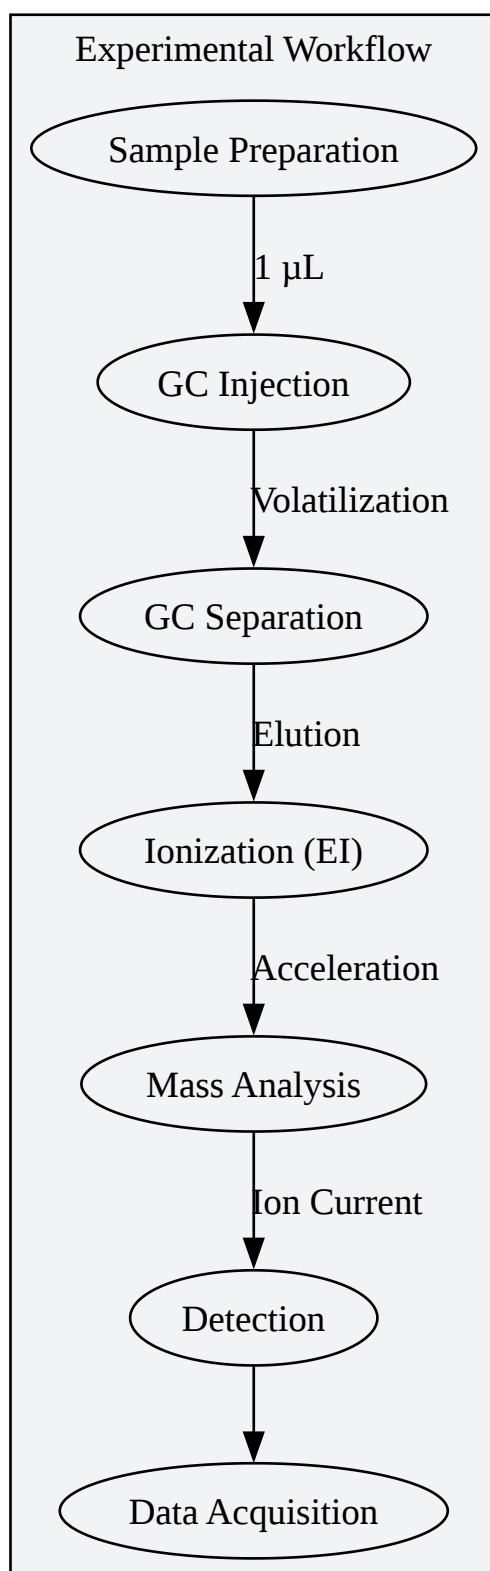 Experimental Workflow
Sample Preparation
1 µL
GC Injection
Volatilization
GC Separation
Elution
Ionization (EI)
Acceleration
Mass Analysis
Ion Current
Detection
Data Acquisition